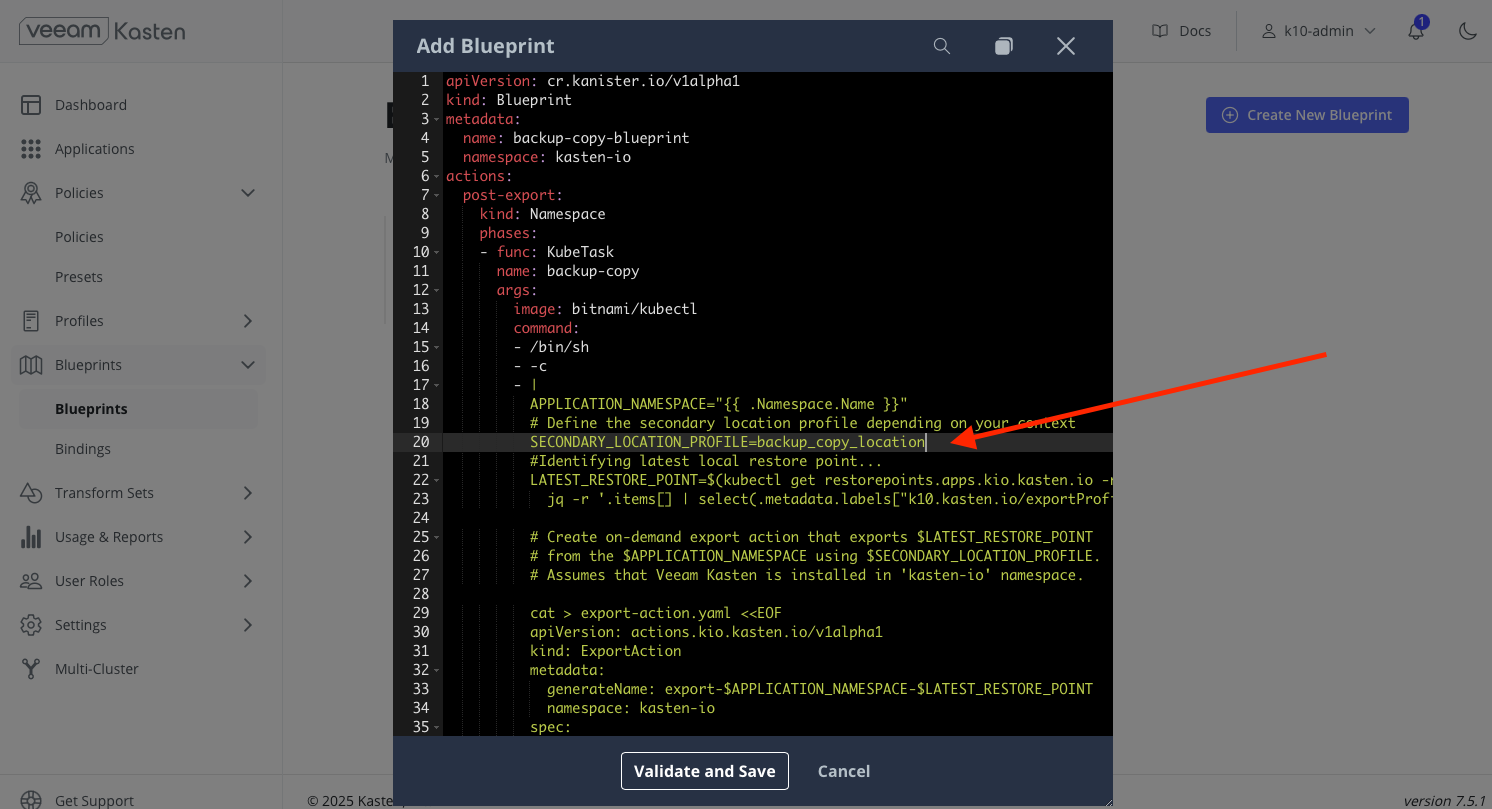 veeam Kasten
Docs
k10-admin
1
Dashboard
Applications
Policies
Policies
Presets
Profiles
Blueprints
Blueprints
Bindings
Transform Sets
Usage & Reports
User Roles
Settings
Multi-Cluster
Get Support
Create New Blueprint
Add Blueprint
1 apiVersion: cr.kanister.io/v1alpha1
2 kind: Blueprint
3 metadata:
4 name: backup-copy-blueprint
5 namespace: kasten-io
6 actions:
7 post-export:
8 kind: Namespace
9 phases:
10 - func: KubeTask
11 name: backup-copy
12 args:
13 image: bitnami/kubectl
14 command:
15 - /bin/sh
16 - -c
17 - |
18 APPLICATION_NAMESPACE="{{ .Namespace.Name }}"
19 # Define the secondary location profile depending on your context
20 SECONDARY_LOCATION_PROFILE=backup_copy_location
21 #Identifying latest local restore point...
22 LATEST_RESTORE_POINT=$(kubectl get restorepoints.apps.kio.kasten.io
23 jq -r '.items[] | select(.metadata.labels["k10.kasten.io/exportProf
24
25 # Create on-demand export action that exports $LATEST_RESTORE_POINT
26 # from the $APPLICATION_NAMESPACE using $SECONDARY_LOCATION_PROFILE.
27 # Assumes that Veeam Kasten is installed in 'kasten-io' namespace.
28
29 cat > export-action.yaml <<EOF
30 apiVersion: actions.kio.kasten.io/v1alpha1
31 kind: ExportAction
32 metadata:
33 generateName: export-$APPLICATION_NAMESPACE-$LATEST_RESTORE_POINT
34 namespace: kasten-io
35 spec:
Validate and Save
Cancel
© 2025 Kaste
version 7.5.1